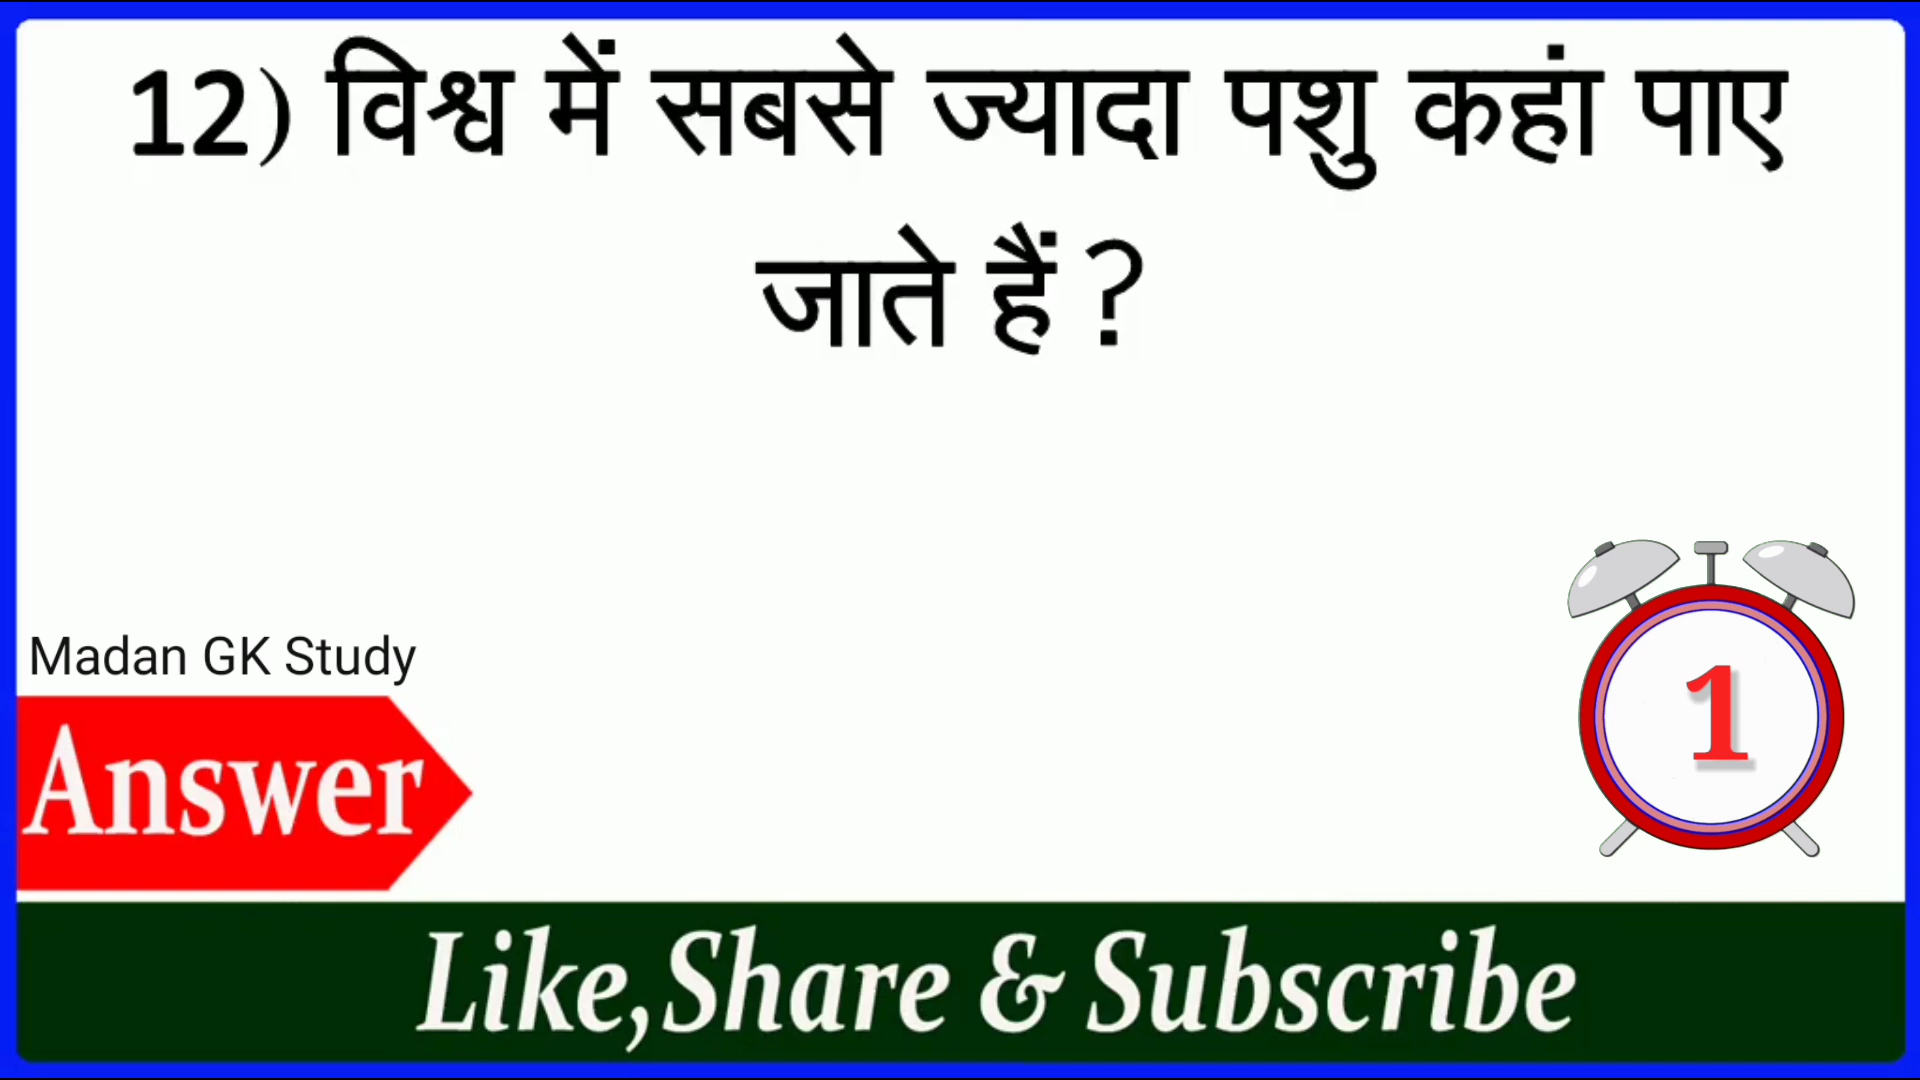 12) विश्व में सबसे ज्यादा पशु कहां पाए
जाते हैं ?
Madan GK Study
Answer
1
Like,Share & Subscribe